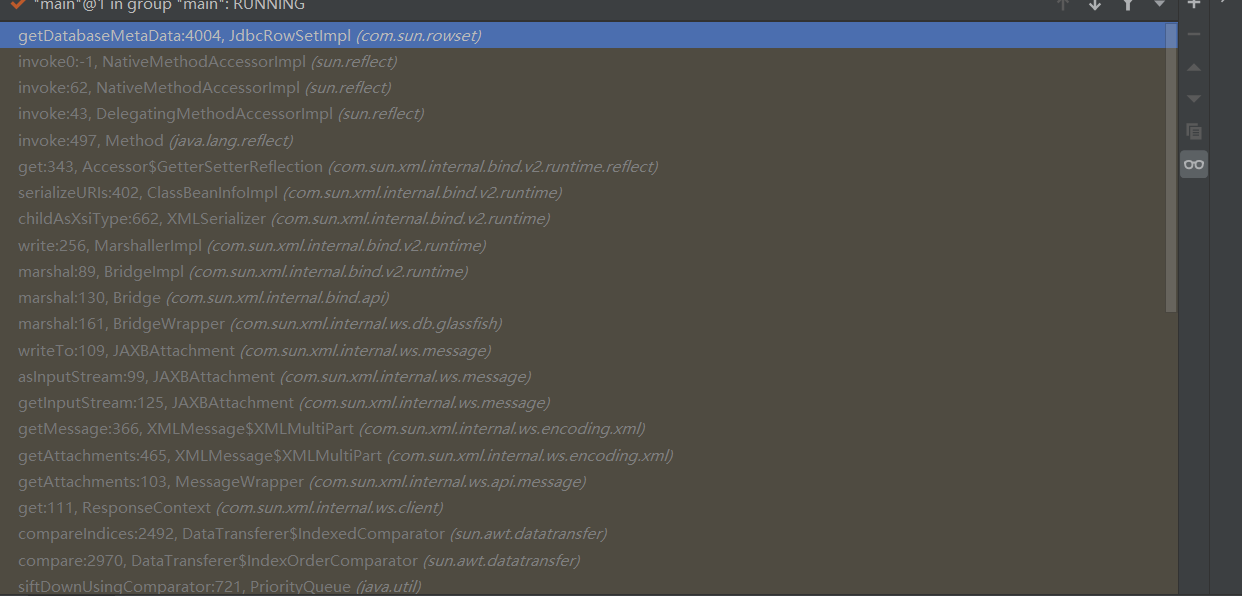 "main"@1 in group "main": RUNNING
getDatabaseMetaData:4004, JdbcRowSetImpl (com.sun.rowset)
invoke0:-1, NativeMethodAccessorImpl (sun.reflect)
invoke:62, NativeMethodAccessorImpl (sun.reflect)
invoke:43, DelegatingMethodAccessorImpl (sun.reflect)
invoke:497, Method (java.lang.reflect)
get:343, Accessor$GetterSetterReflection (com.sun.xml.internal.bind.v2.runtime.reflect)
serializeURIs:402, ClassBeanInfoImpl (com.sun.xml.internal.bind.v2.runtime)
childAsXsiType:662, XMLSerializer (com.sun.xml.internal.bind.v2.runtime)
write:256, MarshallerImpl (com.sun.xml.internal.bind.v2.runtime)
marshal:89, BridgeImpl (com.sun.xml.internal.bind.v2.runtime)
marshal:130, Bridge (com.sun.xml.internal.bind.api)
marshal:161, BridgeWrapper (com.sun.xml.internal.ws.db.glassfish)
writeTo:109, JAXBAttachment (com.sun.xml.internal.ws.message)
asInputStream:99, JAXBAttachment (com.sun.xml.internal.ws.message)
getInputStream:125, JAXBAttachment (com.sun.xml.internal.ws.message)
getMessage:366, XMLMessage$XMLMultiPart (com.sun.xml.internal.ws.encoding.xml)
getAttachments:465, XMLMessage$XMLMultiPart (com.sun.xml.internal.ws.encoding.xml)
getAttachments:103, MessageWrapper (com.sun.xml.internal.ws.api.message)
get:111, ResponseContext (com.sun.xml.internal.ws.client)
compareIndices:2492, DataTransferer$IndexedComparator (sun.awt.datatransfer)
compare:2970, DataTransferer$IndexOrderComparator (sun.awt.datatransfer)
siftDownUsingComparator:721, PriorityQueue (java.util)